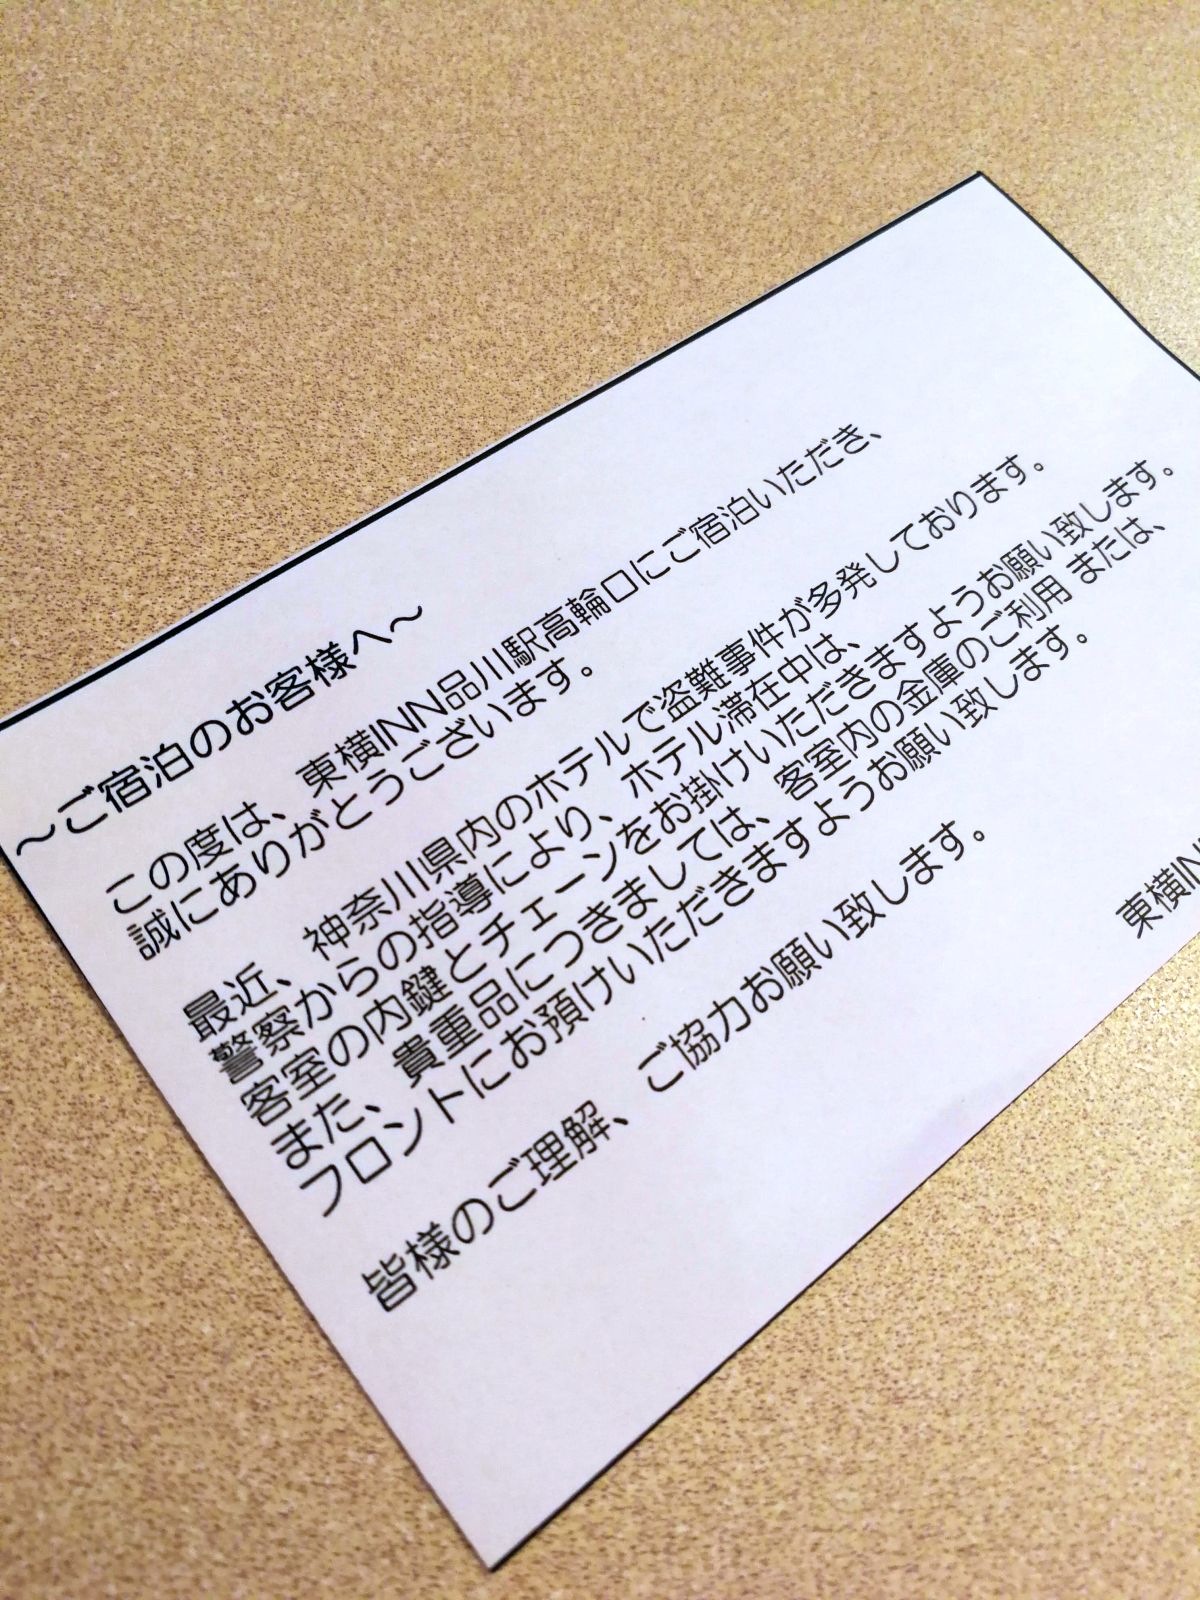 ～ご宿泊のお客様へ～
この度は、東横INN品川駅高輪口にご宿泊いただき、
誠にありがとうございます。
最近、神奈川県内のホテルで盗難事件が多発しております。
警察からの指導により、ホテル滞在中は、
客室の内鍵とチェーンをお掛けいただきますようお願い致します。
また、貴重品につきましては、客室内の金庫のご利用 または、
フロントにお預けいただきますようお願い致します。
皆様のご理解、ご協力お願い致します。
東横IN